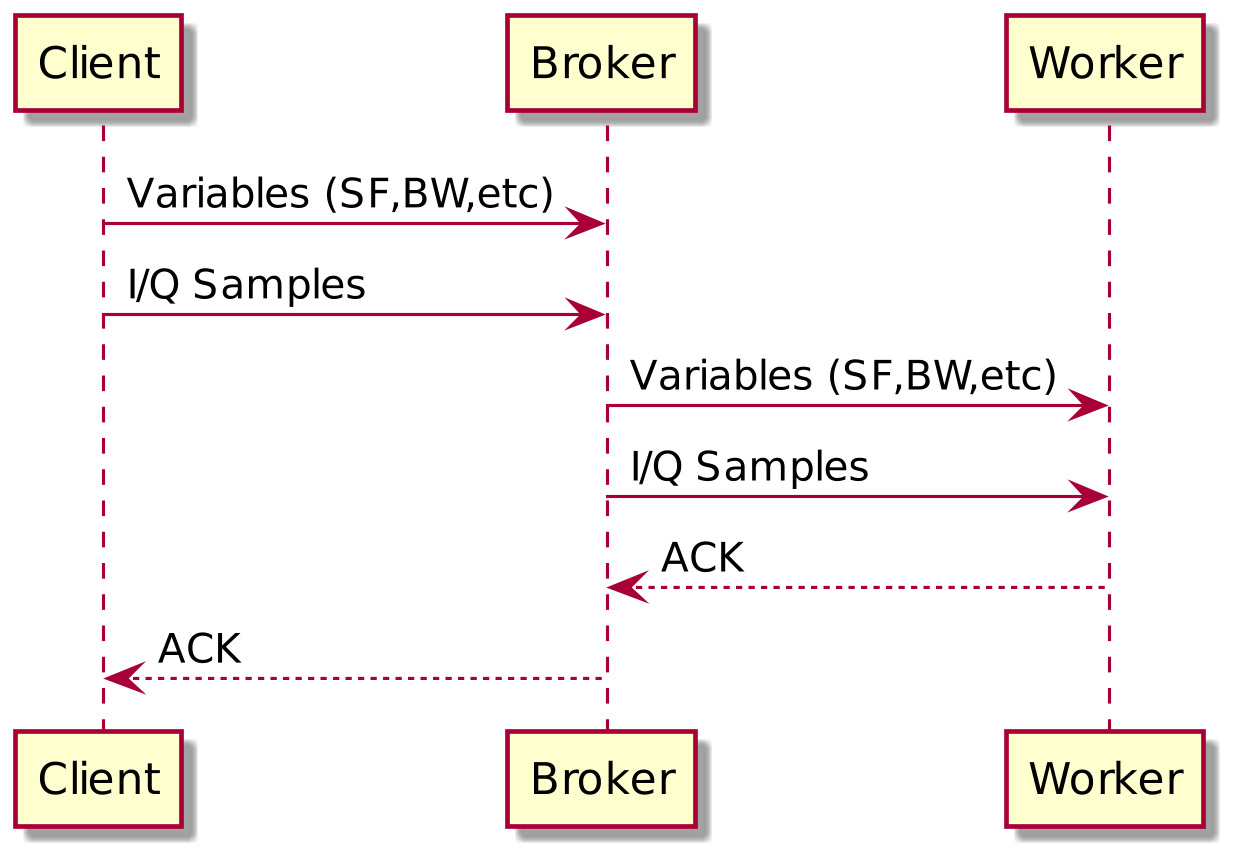 Client
Broker
Worker
Variables (SF,BW,etc)
I/Q Samples
Variables (SF,BW,etc)
I/Q Samples
ACK
ACK
Client
Broker
Worker